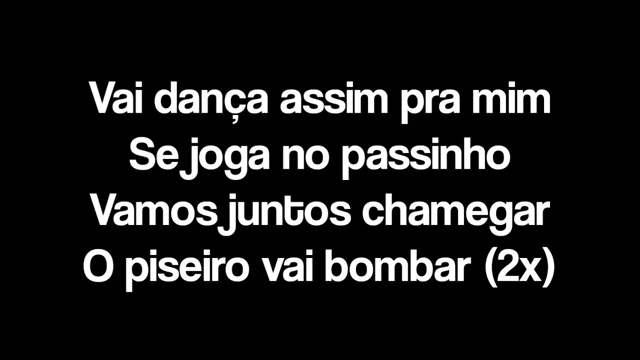 Vai dança assim pra mim
Se joga no passinho
Vamos juntos chamegar
O piseiro vai bombar (2x)